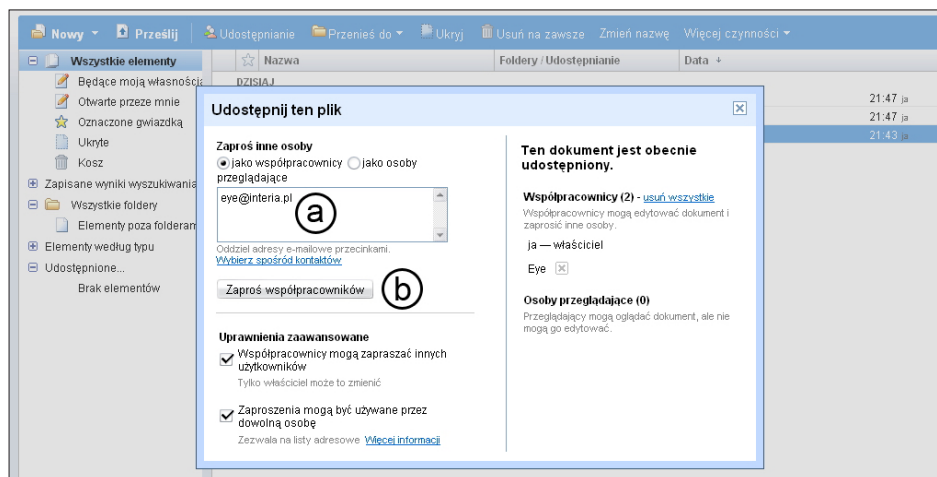 Nowy Prześlij Udostępnianie Przenieś do Ukryj Usuń na zawsze Zmień nazwę Więcej czynności
Wszystkie elementy
Będące moją własnością
Otwarte przeze mnie
Oznaczone gwiazdką
Ukryte
Kosz
Zapisane wyniki wyszukiwania
Wszystkie foldery
Elementy poza folderam
Elementy według typu
Udostępnione...
Brak elementów
Nazwa Foldery / Udostępnianie Data
DZISIAJ
21:47 ja
21:47 ja
21:43 ja
Udostępnij ten plik
Zaproś inne osoby
jako współpracownicy jako osoby
przeglądające
eye@interia.pl
a
Oddziel adresy e-mailowe przecinkami.
Wybierz spośród kontaktów
Zaproś współpracowników
b
Uprawnienia zaawansowane
Współpracownicy mogą zapraszać innych
użytkowników
Tylko właściciel może to zmienić
Zaproszenia mogą być używane przez
dowolną osobę
Zezwala na listy adresowe Więcej informacji
Ten dokument jest obecnie
udostępniony.
Współpracownicy (2) - usuń wszystkie
Współpracownicy mogą edytować dokument i
zaprosić inne osoby.
ja — właściciel
Eye
Osoby przeglądające (0)
Przeglądający mogą oglądać dokument, ale nie
mogą go edytować.